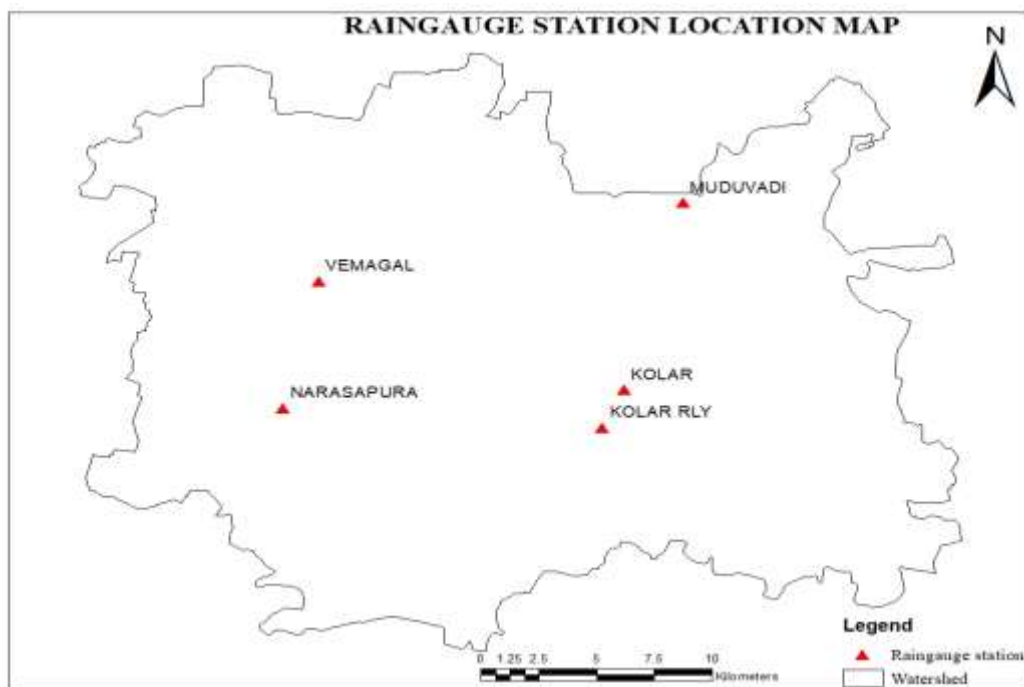 RAINGAUGE STATION LOCATION MAP
N
MUDUVADI
VEMAGAL
KOLAR
NARASAPURA
KOLAR RLY
Legend
Raingauge station
Watershed
0 1.25 2.5 5 7.5 10
Kilometers